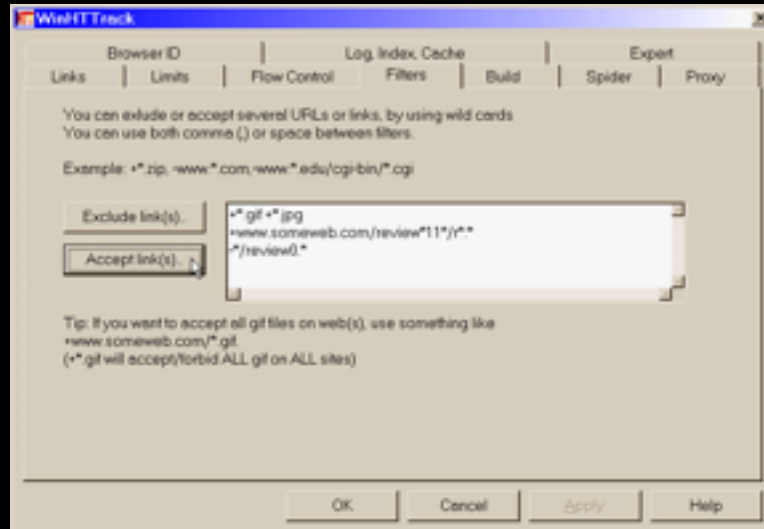 WinHTTrack
Browser ID Log, Index, Cache Expert
Links Limits Flow Control Filters Build Spider Proxy
You can exlude or accept several URLs or links, by using wild cards
You can use both comma (,) or space between filters.
Example: +*.zip, -www.*.com,-www.*.edu/cgi-bin/*.cgi
Exclude link(s)..
Accept link(s)..
+*.gif +*.jpg
+www.someweb.com/review*11*/r*.*
-*/review0.*
Tip: If you want to accept all gif files on web(s), use something like
+www.someweb.com/*.gif.
(+*.gif will accept/forbid ALL gif on ALL sites)
OK Cancel Apply Help